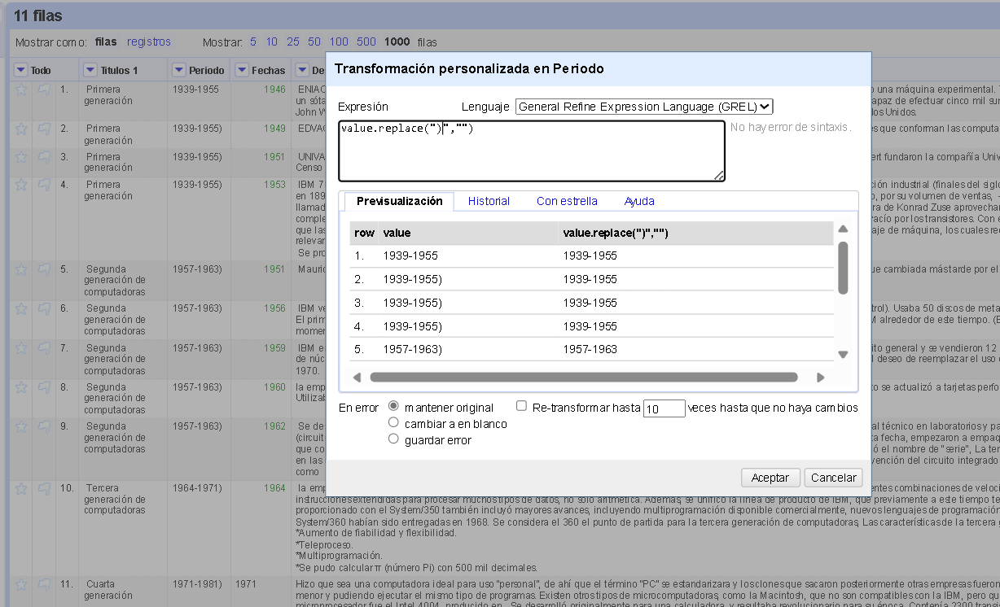 11 filas
Mostrar como: filas registros Mostrar: 5 10 25 50 100 500 1000 filas
Todo Titulos 1 Periodo Fechas De
Transformación personalizada en Periodo
Expresión Lenguaje General Refine Expression Language (GREL)
value.replace(")","")
No hay error de sintaxis.
Previsualización Historial Con estrella Ayuda
row value value.replace(")","")
1. 1939-1955 1939-1955
2. 1939-1955) 1939-1955
3. 1939-1955) 1939-1955
4. 1939-1955) 1939-1955
5. 1957-1963) 1957-1963
En error mantener original Re-transformar hasta 10 veces hasta que no haya cambios
cambiar a en blanco
guardar error
Aceptar Cancelar
1. Primera generación 1939-1955 1946 ENIAC
un sóta
John W
una máquina experimental.
capaz de efectuar cinco mil sum
dos Unidos.
2. Primera generación 1939-1955) 1949 EDVAC
es que conforman las computa
3. Primera generación 1939-1955) 1951 UNIVA
Censo
ert fundaron la compañía Univ
4. Primera generación 1939-1955) 1953 IBM 7
en 189
llamad
comple
que las
relevar
Se pro
ción industrial (finales del siglo
por su volumen de ventas,
ra de Konrad Zuse aprovechar
vacío por los transistores. Con e
aje de máquina, los cuales rec
5. Segunda generación de computadoras 1957-1963) 1951 Mauric
ue cambiada más tarde por el
6. Segunda generación de computadoras 1957-1963) 1956 IBM ve
El prim
momen
trol). Usaba 50 discos de meta
M alrededor de este tiempo. (E
7. Segunda generación de computadoras 1957-1963) 1959 IBM e
de núc
1970.
ito general y se vendieron 12
l deseo de reemplazar el uso
8. Segunda generación de computadoras 1957-1963) 1960 la emp
Utilizab
to se actualizó a tarjetas perfo
9. Segunda generación de computadoras 1957-1963) 1962 Se de
(circuit
que co
en las
como
al técnico en laboratorios y pa
ta fecha, empezaron a empaq
ó el nombre de "serie", La ter
vención del circuito integrado
10. Tercera generación de computadoras 1964-1971) 1964 la emp
entes combinaciones de veloci
instrucciones extendidas para procesar muchos tipos de datos, no solo aritmética. Además, se unificó la línea de producto de IBM, que previamente a este tiempo te
proporcionado con el System/350 también incluyó mayores avances, incluyendo multiprogramación disponible comercialmente, nuevos lenguajes de programación
System/360 habían sido entregadas en 1968. Se considera el 360 el punto de partida para la tercera generación de computadoras, Las características de la tercera g
*Aumento de fiabilidad y flexibilidad.
*Teleproceso.
*Multiprogramación.
*Se pudo calcular π (número Pi) con 500 mil decimales.
11. Cuarta generación 1971-1981) 1971 Hizo que sea una computadora ideal para uso "personal", de ahí que el término "PC" se estandarizara y los clones que sacaron posteriormente otras empresas fueron
menor y pudiendo ejecutar el mismo tipo de programas. Existen otros tipos de microcomputadoras, como la Macintosh, que no son compatibles con la IBM, pero que
microprocesador fue el Intel 4004, producido en . Se desarrolló originalmente para una calculadora, y resultaba revolucionario para su época. Contenía 2300 transis